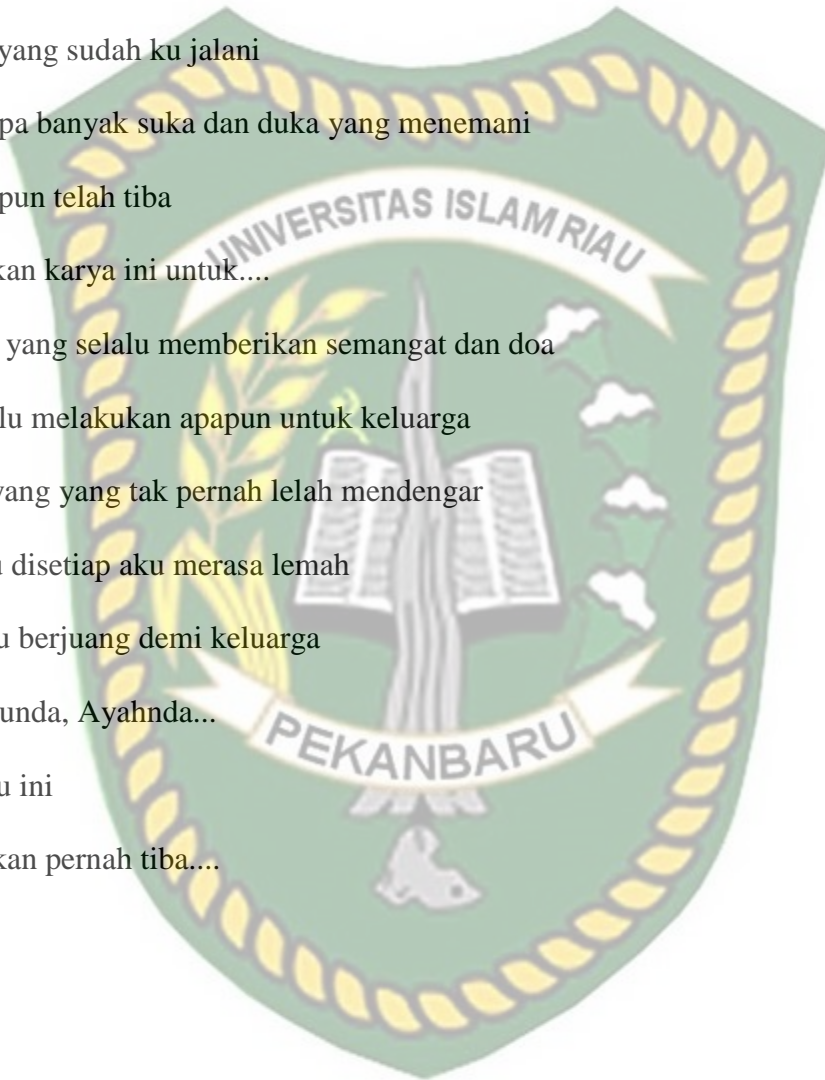 yang sudah ku jalani
pa banyak suka dan duka yang menemani
pun telah tiba
UNIVERSITAS ISLAM RIAU
kan karya ini untuk....
yang selalu memberikan semangat dan doa
lu melakukan apapun untuk keluarga
yang yang tak pernah lelah mendengar
u disetiap aku merasa lemah
u berjuang demi keluarga
unda, Ayahnda...
PEKANBARU
u ini
kan pernah tiba....